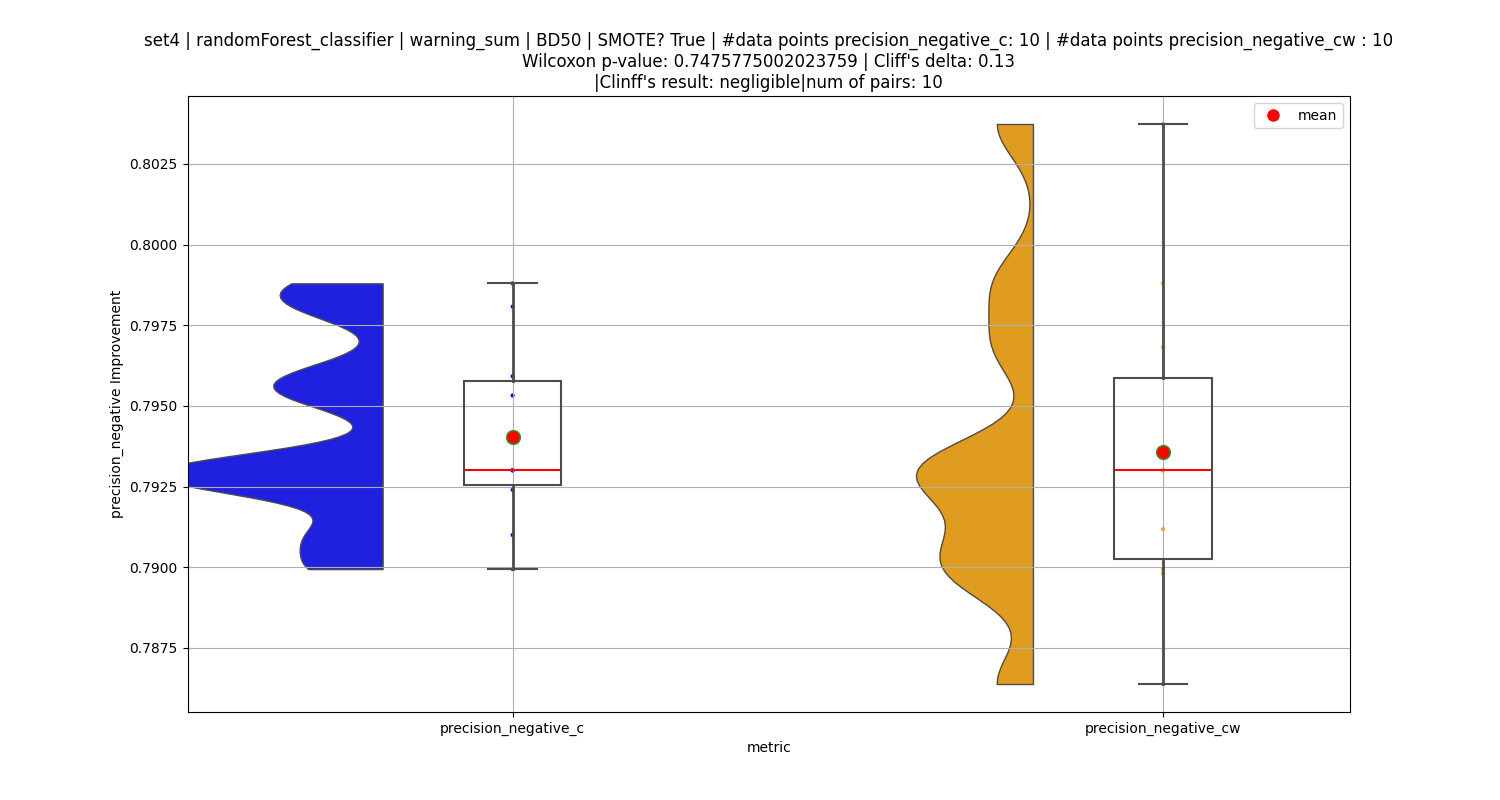 set4 | randomForest_classifier | warning_sum | BD50 | SMOTE? True | #data points precision_negative_c: 10 | #data points precision_negative_cw : 10
Wilcoxon p-value: 0.7475775002023759 | Cliff's delta: 0.13
|Clinff's result: negligible|num of pairs: 10
mean
0.8025
0.8000
0.7975
0.7950
0.7925
0.7900
0.7875
precision_negative Improvement
precision_negative_c
precision_negative_cw
metric